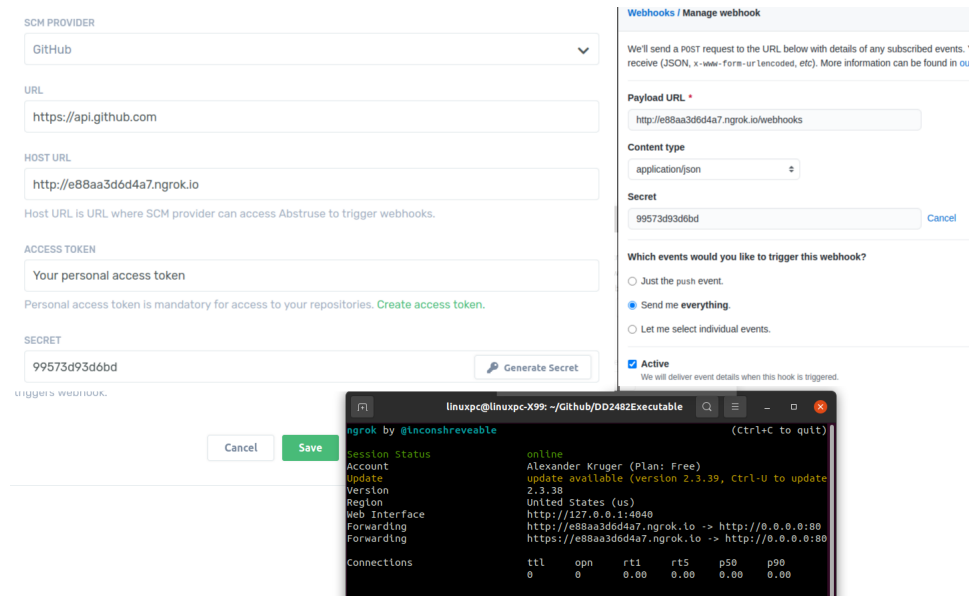 SCM PROVIDER
GitHub
URL
https://api.github.com
HOST URL
http://e88aa3d6d4a7.ngrok.io
Host URL is URL where SCM provider can access Abstruse to trigger webhooks.
ACCESS TOKEN
Your personal access token
Personal access token is mandatory for access to your repositories. Create access token.
SECRET
99573d93d6bd
Generate Secret
triggers webhook.
Cancel
Save
Webhooks / Manage webhook
We'll send a POST request to the URL below with details of any subscribed events.
receive (JSON, x-www-form-urlencoded, etc). More information can be found in ou
Payload URL *
http://e88aa3d6d4a7.ngrok.io/webhooks
Content type
application/json
Secret
99573d93d6bd
Cancel
Which events would you like to trigger this webhook?
Just the push event.
Send me everything.
Let me select individual events.
Active
We will deliver event details when this hook is triggered.
linuxpc@linuxpc-X99: ~/Github/DD2482Executable
ngrok by @inconshreveable (Ctrl+C to quit)
Session Status online
Account Alexander Kruger (Plan: Free)
Update update available (version 2.3.39, Ctrl-U to update
Version 2.3.38
Region United States (us)
Web Interface http://127.0.0.1:4040
Forwarding http://e88aa3d6d4a7.ngrok.io -> http://0.0.0.0:80
Forwarding https://e88aa3d6d4a7.ngrok.io -> http://0.0.0.0:80
Connections ttl opn rt1 rt5 p50 p90
0 0 0.00 0.00 0.00 0.00